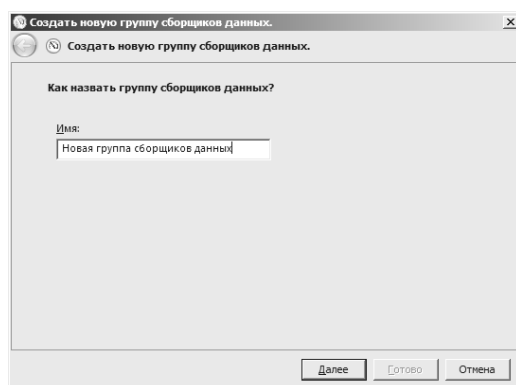 Создать новую группу сборщиков данных.
Создать новую группу сборщиков данных.
Как назвать группу сборщиков данных?
Имя:
Новая группа сборщиков данных
Далее Готово Отмена